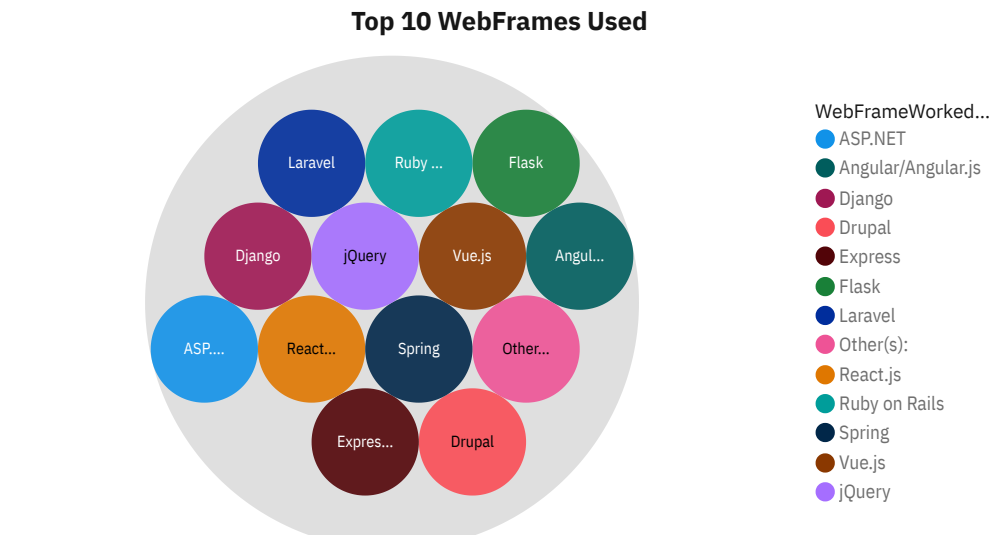 Top 10 WebFrames Used
Laravel
Ruby ...
Flask
Django
jQuery
Vue.js
Angul...
ASP....
React...
Spring
Other...
Expres...
Drupal
WebFrameWorked...
ASP.NET
Angular/Angular.js
Django
Drupal
Express
Flask
Laravel
Other(s):
React.js
Ruby on Rails
Spring
Vue.js
jQuery